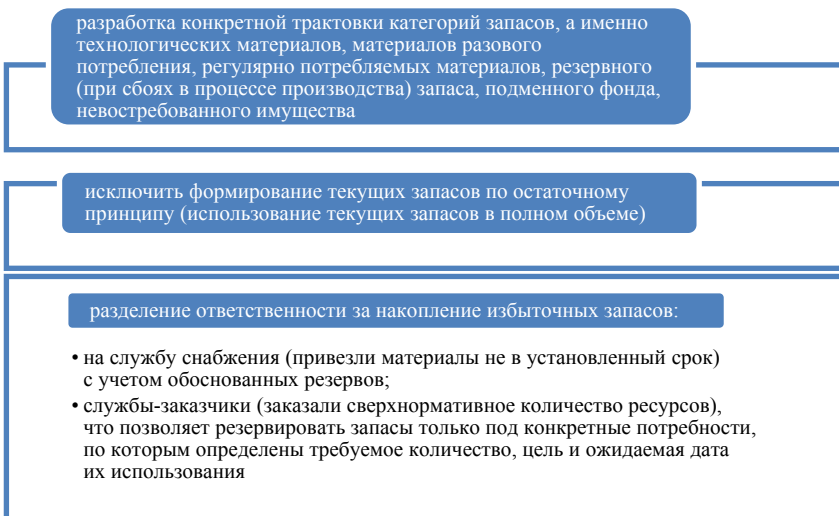 разработка конкретной трактовки категорий запасов, а именно
технологических материалов, материалов разового
потребления, регулярно потребляемых материалов, резервного
(при сбоях в процессе производства) запаса, подменного фонда,
невостребованного имущества
исключить формирование текущих запасов по остаточному
принципу (использование текущих запасов в полном объеме)
разделение ответственности за накопление избыточных запасов:
• на службу снабжения (привезли материалы не в установленный срок)
с учетом обоснованных резервов;
• службы-заказчики (заказали сверхнормативное количество ресурсов),
что позволяет резервировать запасы только под конкретные потребности,
по которым определены требуемое количество, цель и ожидаемая дата
их использования